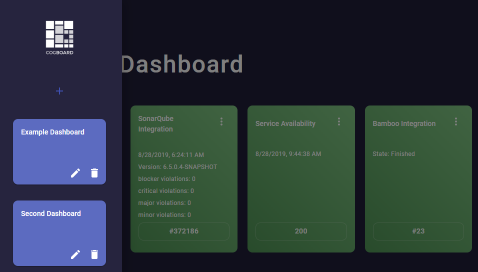 COGBOARD
+
Example Dashboard
Second Dashboard
Dashboard
SonarQube
Integration
8/28/2019, 6:24:11 AM
Version: 6.5.0.4-SNAPSHOT
blocker violations: 0
critical violations: 0
major violations: 0
minor violations: 0
#372186
Service Availability
8/28/2019, 9:44:38 AM
200
Bamboo Integration
State: Finished
#23